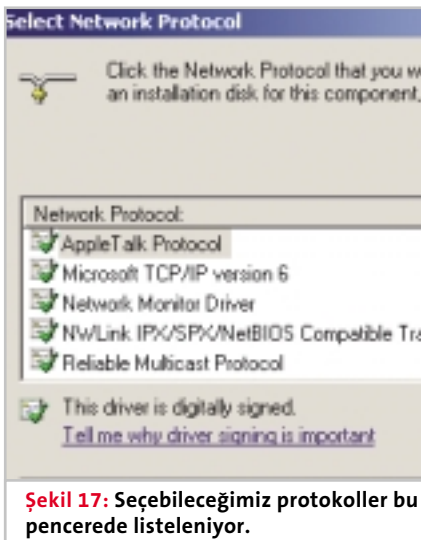 Select Network Protocol
Click the Network Protocol that you
an installation disk for this component,
Network Protocol:
AppleTalk Protocol
Microsoft TCP/IP version 6
Network Monitor Driver
NWLink IPX/SPX/NetBIOS Compatible
Reliable Multicast Protocol
This driver is digitally signed.
Tell me why driver signing is important
Şekil 17: Seçebileceğimiz protokoller bu
pencerede listeleniyor.